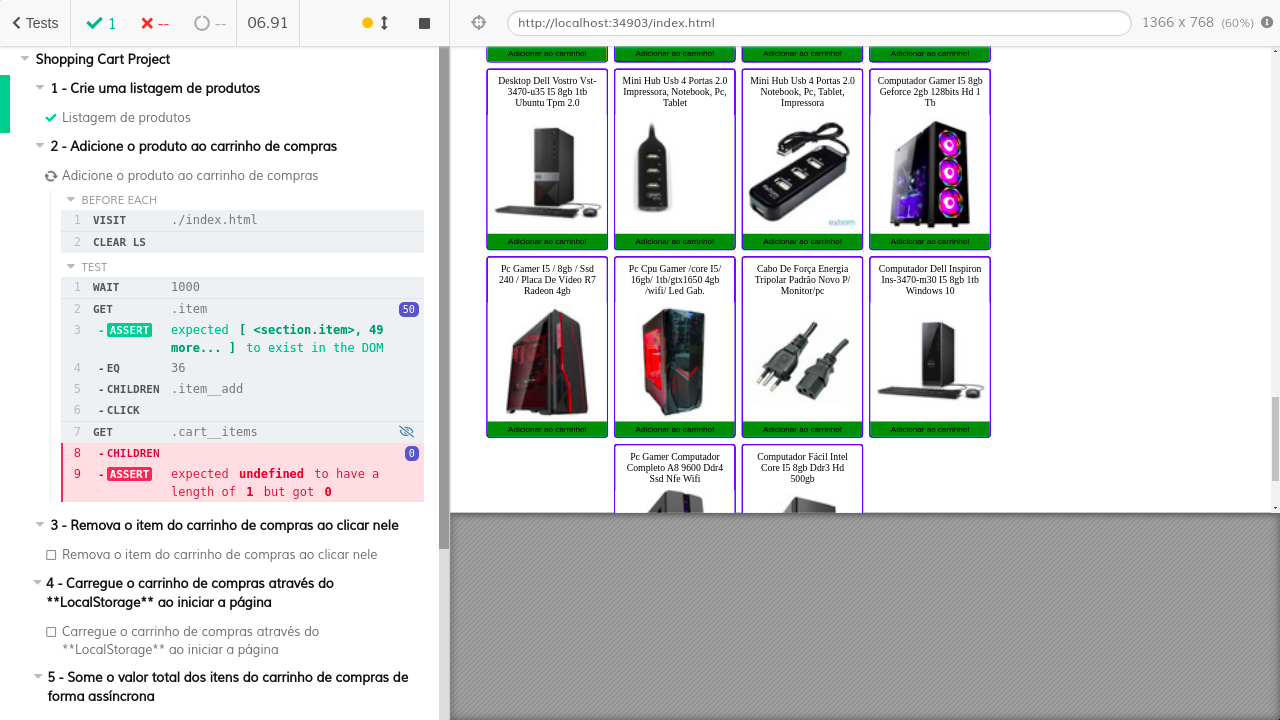 Tests
1
--
--
06.91
http://localhost:34903/index.html
1366 x 768 (60%)
Shopping Cart Project
1 - Crie uma listagem de produtos
Listagem de produtos
2 - Adicione o produto ao carrinho de compras
Adicione o produto ao carrinho de compras
BEFORE EACH
1 VISIT ./index.html
2 CLEAR LS
TEST
1 WAIT 1000
2 GET .item 50
3 -ASSERT expected [ <section.item>, 49
more... ] to exist in the DOM
4 -EQ 36
5 -CHILDREN .item__add
6 -CLICK
7 GET .cart__items
8 -CHILDREN 0
9 -ASSERT expected undefined to have a
length of 1 but got 0
3 - Remova o item do carrinho de compras ao clicar nele
Remova o item do carrinho de compras ao clicar nele
4 - Carregue o carrinho de compras através do
**LocalStorage** ao iniciar a página
Carregue o carrinho de compras através do
**LocalStorage** ao iniciar a página
5 - Some o valor total dos itens do carrinho de compras de
forma assíncrona
Adicionar ao carrinho! Adicionar ao carrinho! Adicionar ao carrinho! Adicionar ao carrinho!
Desktop Dell Vostro Vst-
3470-u35 I5 8gb 1tb
Ubuntu Tpm 2.0
Adicionar ao carrinho!
Mini Hub Usb 4 Portas 2.0
Impressora, Notebook, Pc,
Tablet
Adicionar ao carrinho!
Mini Hub Usb 4 Portas 2.0
Notebook, Pc, Tablet,
Impressora
exbom
Adicionar ao carrinho!
Computador Gamer I5 8gb
Geforce 2gb 128bits Hd 1
Tb
Adicionar ao carrinho!
Pc Gamer I5 / 8gb / Ssd
240 / Placa De Vídeo R7
Radeon 4gb
Adicionar ao carrinho!
Pc Cpu Gamer /core I5/
16gb/ 1tb/gtx1650 4gb
/wifi/ Led Gab.
Adicionar ao carrinho!
Cabo De Força Energia
Tripolar Padrão Novo P/
Monitor/pc
Adicionar ao carrinho!
Computador Dell Inspiron
Ins-3470-m30 I5 8gb 1tb
Windows 10
Adicionar ao carrinho!
Pc Gamer Computador
Completo A8 9600 Ddr4
Ssd Nfe Wifi
Computador Fácil Intel
Core I5 8gb Ddr3 Hd
500gb